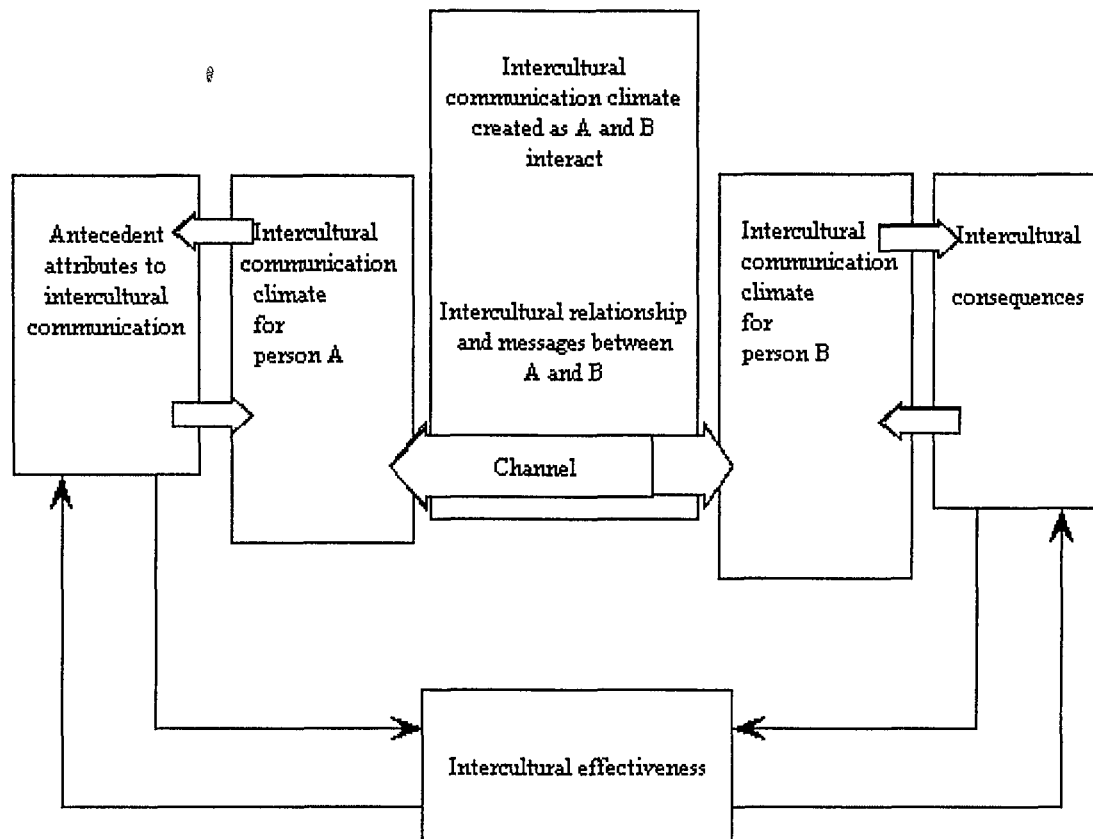 Intercultural
communication climate
created as A and B
interact
Intercultural relationship
and messages between
A and B
Channel
Antecedent
attributes to
intercultural
communication
Intercultural
communication
climate
for
person A
Intercultural
communication
climate
for
person B
Intercultural
consequences
Intercultural effectiveness